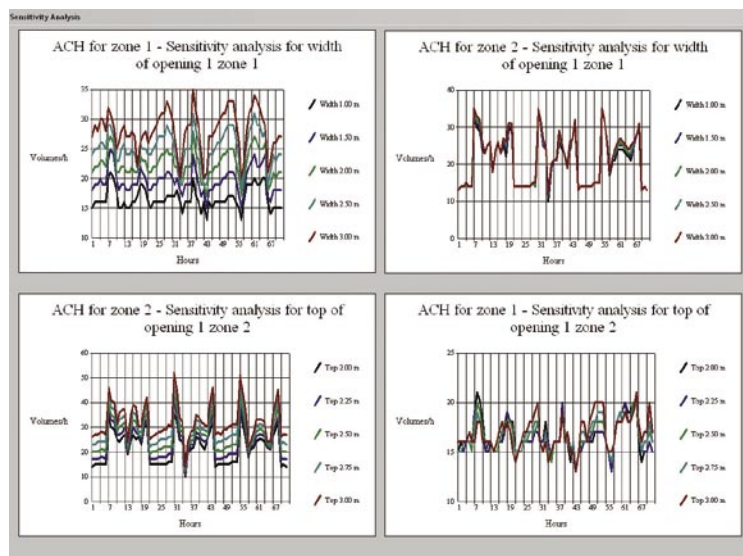 Sensitivity Analysis
ACH for zone 1 - Sensitivity analysis for width
of opening 1 zone 1
35
30
25
Volumes/h
20
15
10
1 7 13 19 25 31 37 43 49 55 61 67
Hours
Width 1.00 m
Width 1.50 m
Width 2.00 m
Width 2.50 m
Width 3.00 m
ACH for zone 2 - Sensitivity analysis for width
of opening 1 zone 1
40
30
Volumes/h
20
10
0
1 7 13 19 25 31 37 43 49 55 61 67
Hours
Width 1.00 m
Width 1.50 m
Width 2.00 m
Width 2.50 m
Width 3.00 m
ACH for zone 2 - Sensitivity analysis for top of
opening 1 zone 2
60
50
40
Volumes/h
30
20
10
0
1 7 13 19 25 31 37 43 49 55 61 67
Hours
Top 2.00 m
Top 2.25 m
Top 2.50 m
Top 2.75 m
Top 3.00 m
ACH for zone 1 - Sensitivity analysis for top of
opening 1 zone 2
25
20
Volumes/h
15
10
1 7 13 19 25 31 37 43 49 55 61 67
Hours
Top 2.00 m
Top 2.25 m
Top 2.50 m
Top 2.75 m
Top 3.00 m